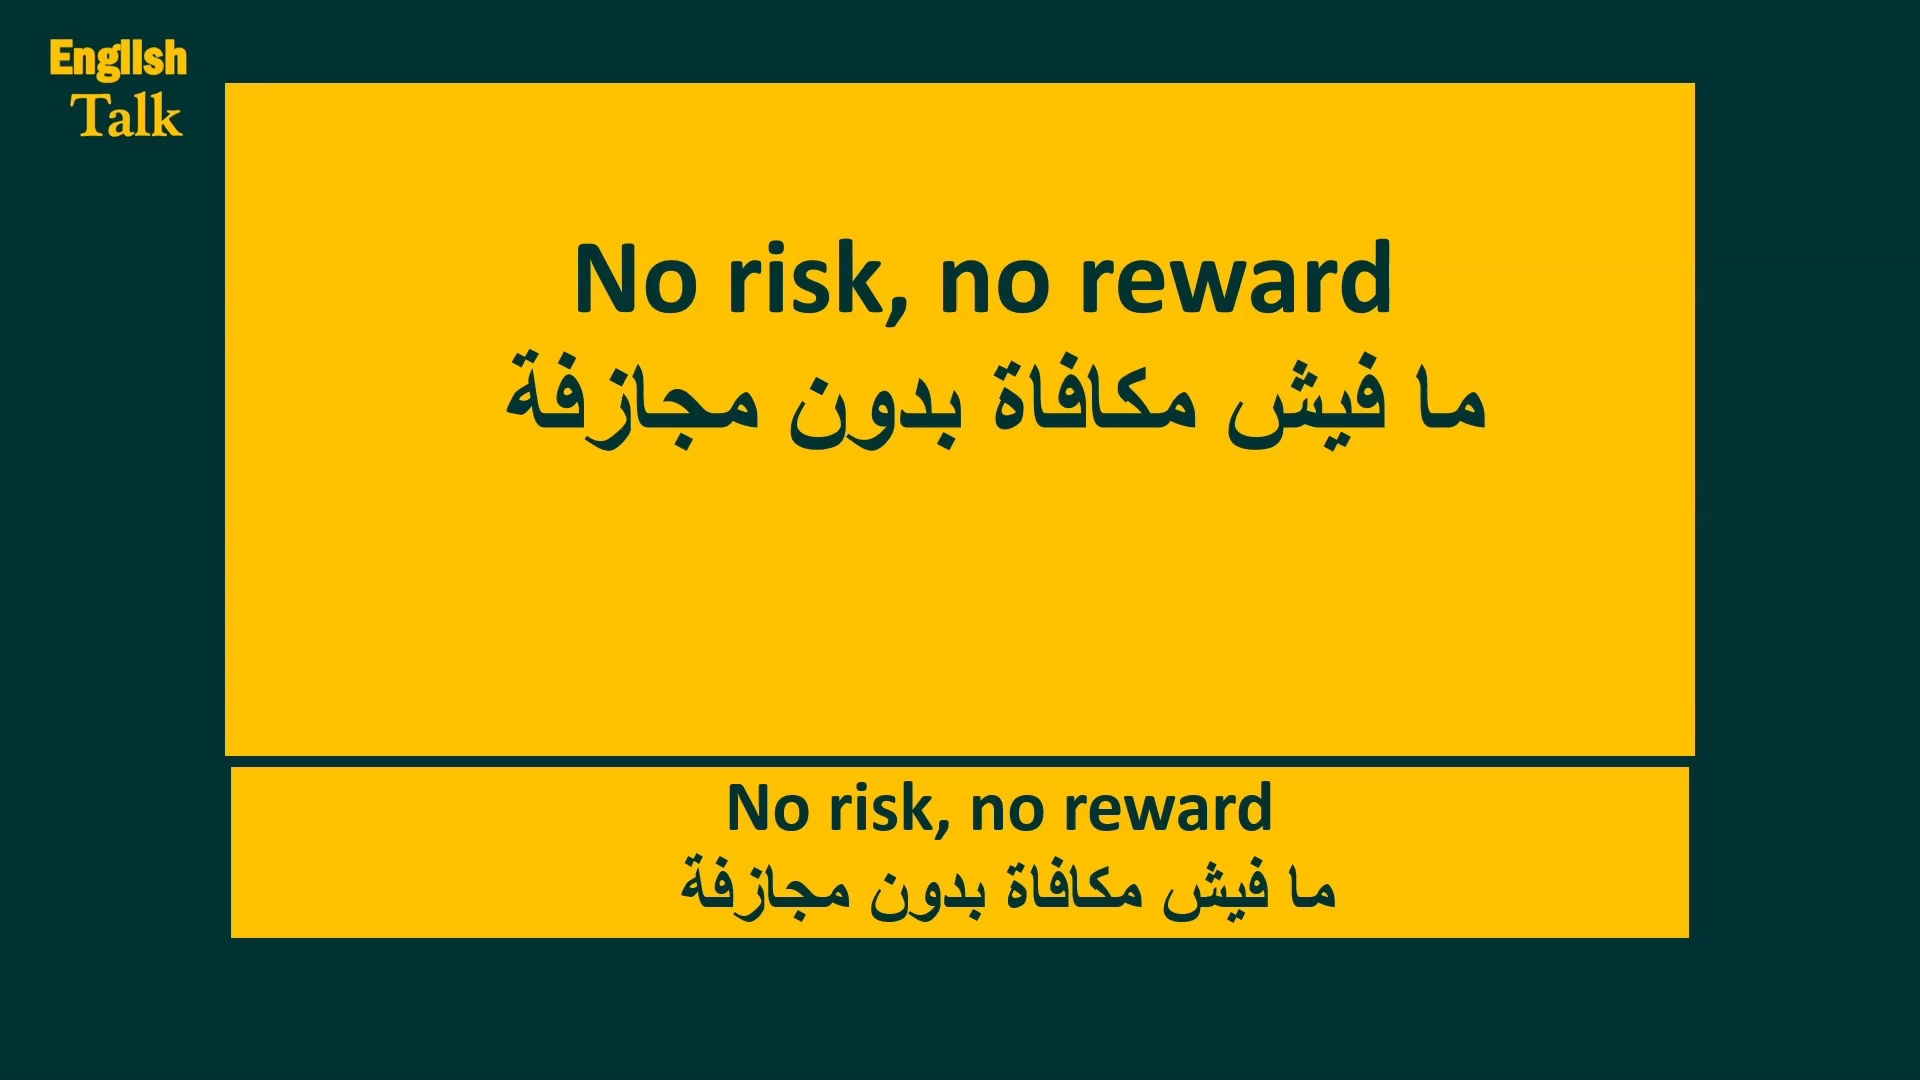 English
Talk
No risk, no reward
ما فيش مكافاة بدون مجازفة
No risk, no reward
ما فيش مكافاة بدون مجازفة